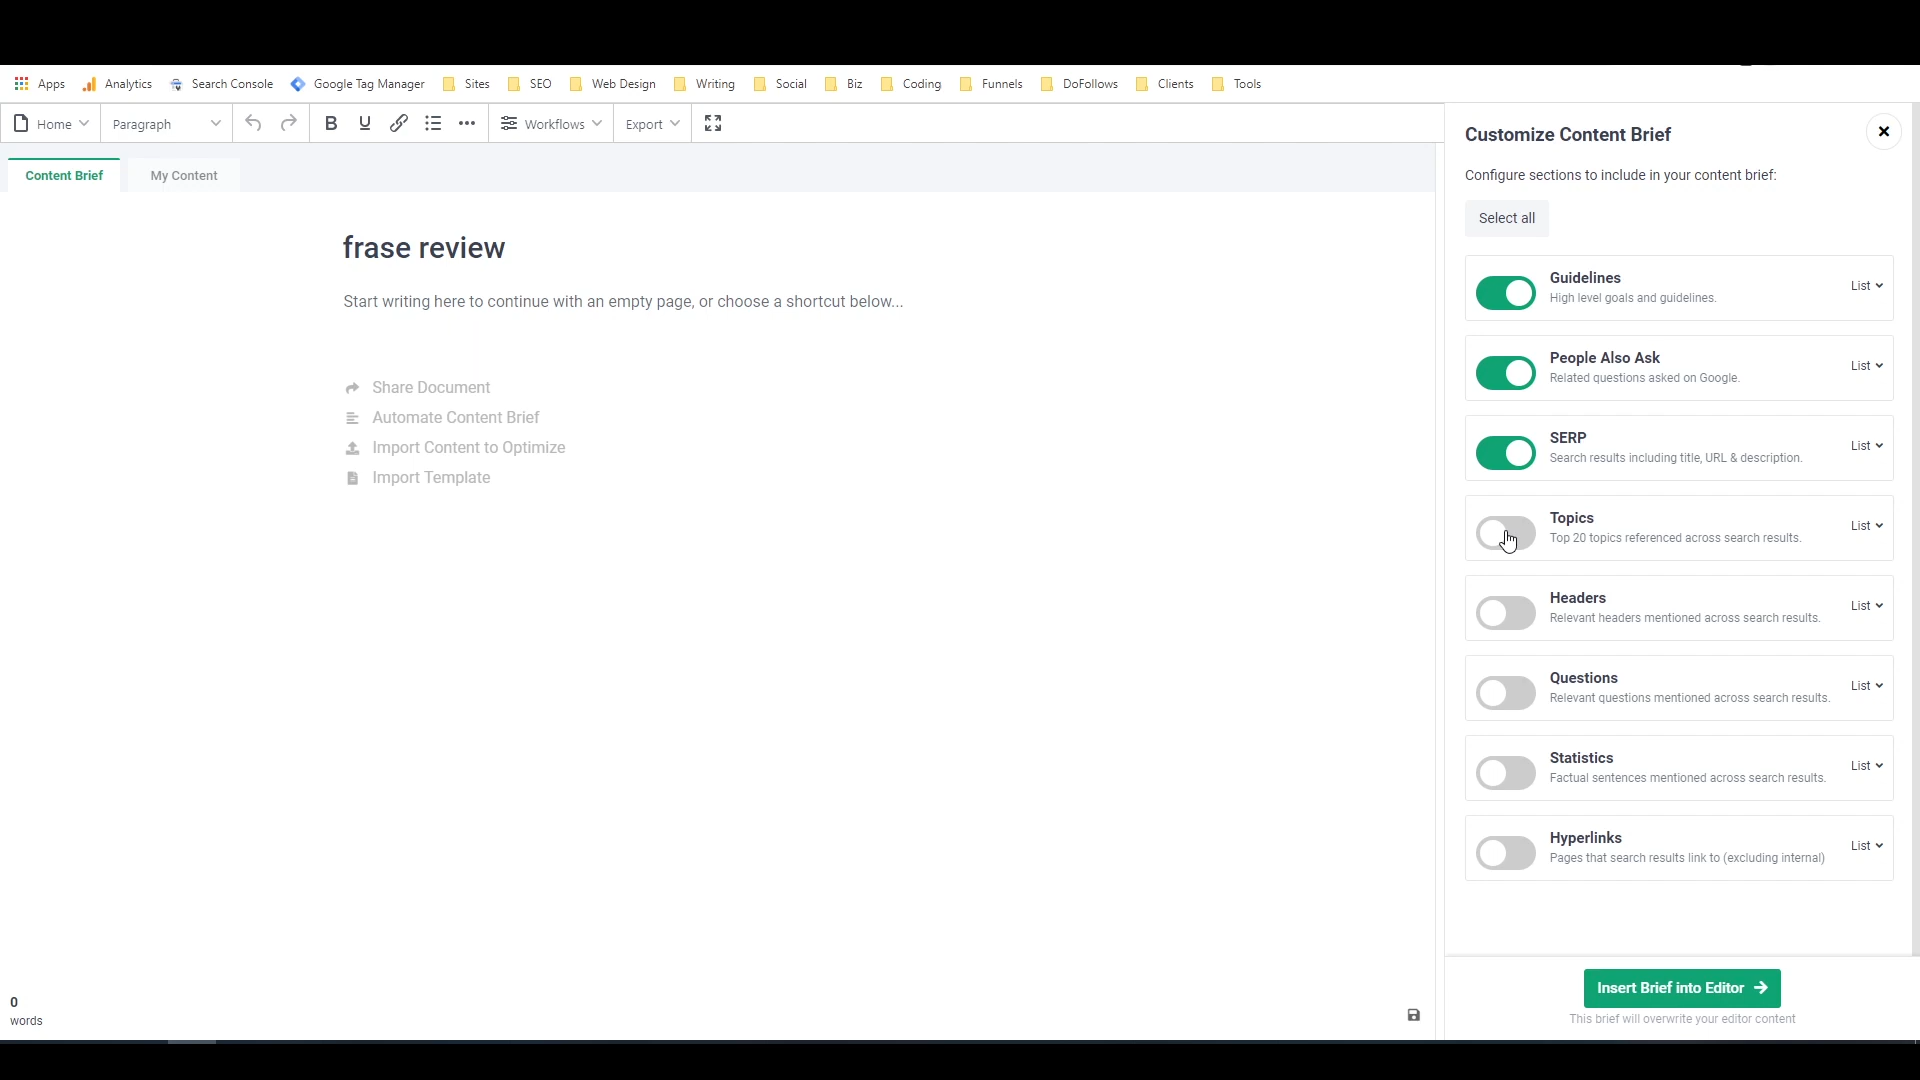 Apps Analytics Search Console Google Tag Manager Sites SEO Web Design Writing Social Biz Coding Funnels DoFollows Clients Tools
Home Paragraph B U Workflows Export
Content Brief My Content
frase review
Start writing here to continue with an empty page, or choose a shortcut below...
Share Document
Automate Content Brief
Import Content to Optimize
Import Template
0
words
Customize Content Brief
Configure sections to include in your content brief:
Select all
Guidelines
High level goals and guidelines.
List
People Also Ask
Related questions asked on Google.
List
SERP
Search results including title, URL & description.
List
Topics
Top 20 topics referenced across search results.
List
Headers
Relevant headers mentioned across search results.
List
Questions
Relevant questions mentioned across search results.
List
Statistics
Factual sentences mentioned across search results.
List
Hyperlinks
Pages that search results link to (excluding internal)
List
Insert Brief into Editor
This brief will overwrite your editor content